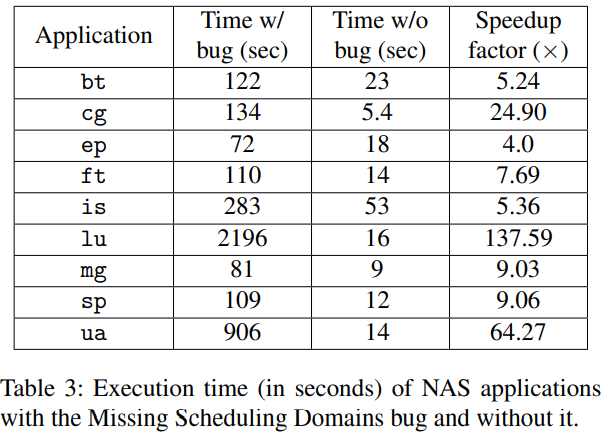 Application Time w/ bug (sec) Time w/o bug (sec) Speedup factor (×)
bt 122 23 5.24
cg 134 5.4 24.90
ep 72 18 4.0
ft 110 14 7.69
is 283 53 5.36
lu 2196 16 137.59
mg 81 9 9.03
sp 109 12 9.06
ua 906 14 64.27
Table 3: Execution time (in seconds) of NAS applications
with the Missing Scheduling Domains bug and without it.